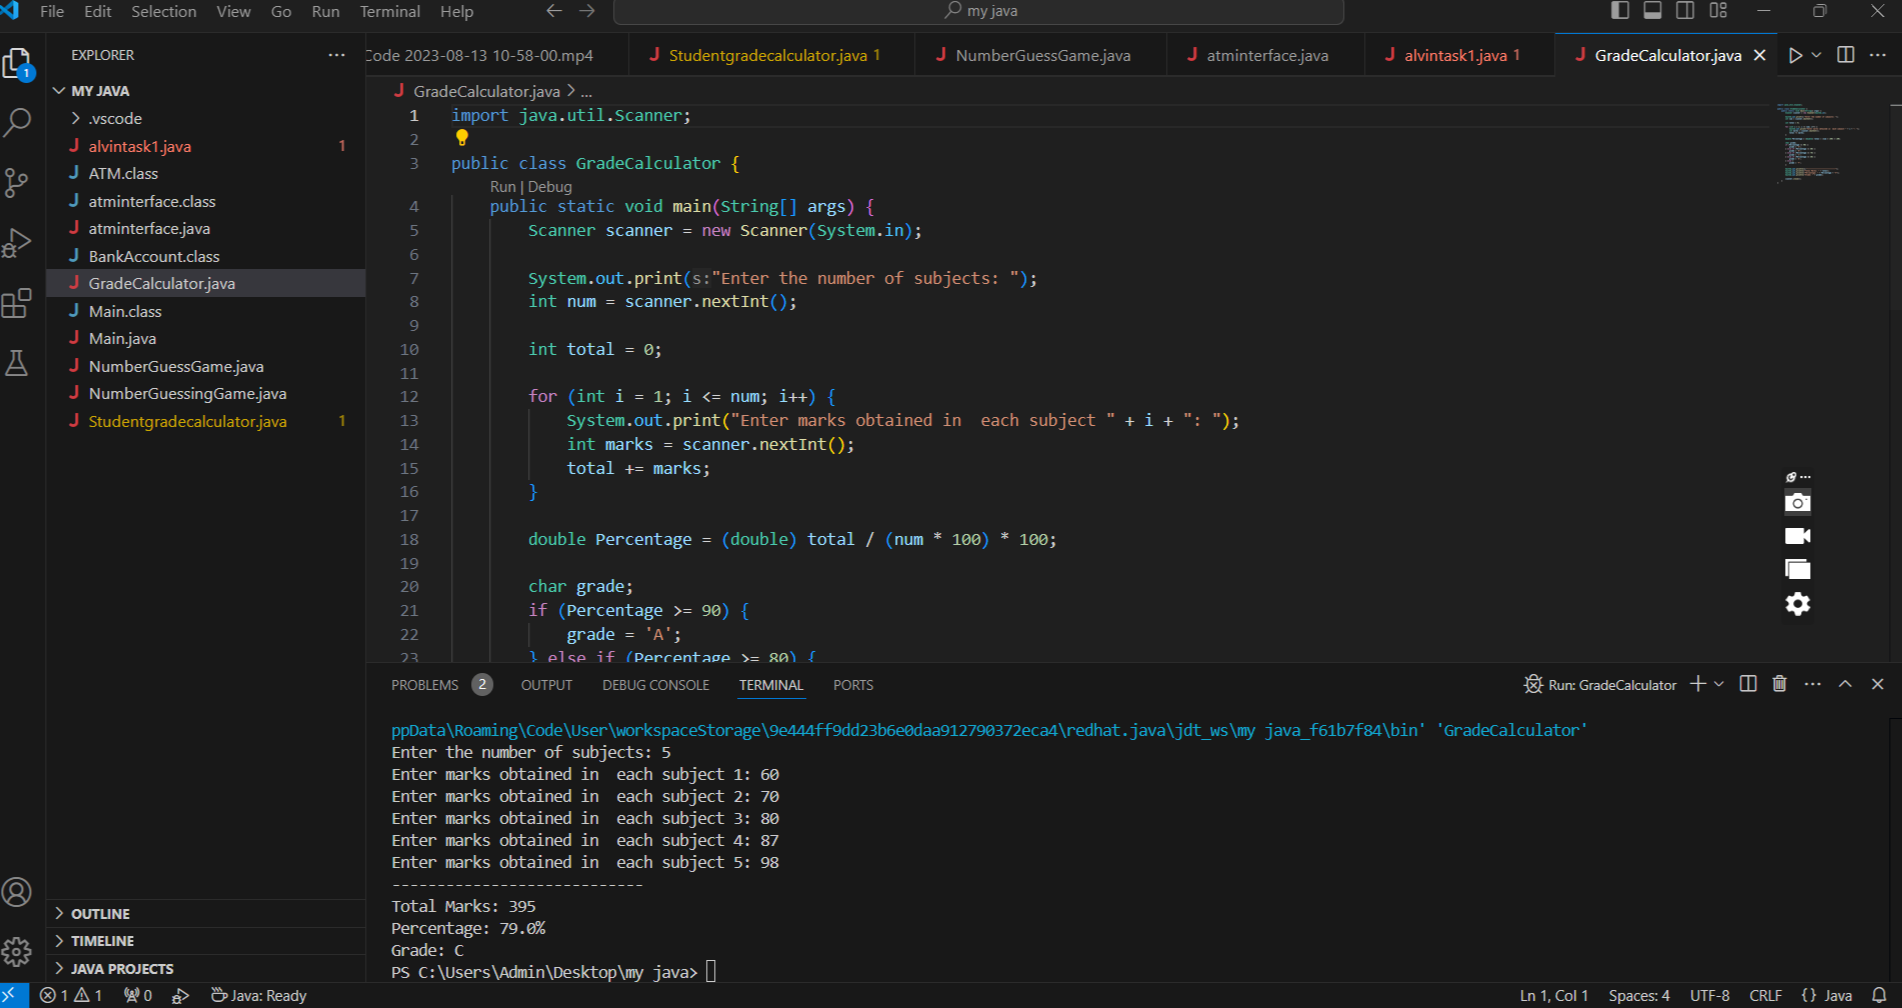 File Edit Selection View Go Run Terminal Help
my java
EXPLORER
Code 2023-08-13 10-58-00.mp4
Studentgradecalculator.java 1
NumberGuessGame.java
atminterface.java
alvintask1.java 1
GradeCalculator.java
1
MY JAVA
.vscode
alvintask1.java 1
ATM.class
atminterface.class
atminterface.java
BankAccount.class
GradeCalculator.java
Main.class
Main.java
NumberGuessGame.java
NumberGuessingGame.java
Studentgradecalculator.java 1
OUTLINE
TIMELINE
JAVA PROJECTS
GradeCalculator.java > ...
1 import java.util.Scanner;
2
3 public class GradeCalculator {
Run | Debug
4 public static void main(String[] args) {
5 Scanner scanner = new Scanner(System.in);
6
7 System.out.print(s:"Enter the number of subjects: ");
8 int num = scanner.nextInt();
9
10 int total = 0;
11
12 for (int i = 1; i <= num; i++) {
13 System.out.print("Enter marks obtained in  each subject " + i + ": ");
14 int marks = scanner.nextInt();
15 total += marks;
16 }
17
18 double Percentage = (double) total / (num * 100) * 100;
19
20 char grade;
21 if (Percentage >= 90) {
22 grade = 'A';
23 } else if (Percentage >= 80) {
PROBLEMS 2 OUTPUT DEBUG CONSOLE TERMINAL PORTS
Run: GradeCalculator
ppData\Roaming\Code\User\workspaceStorage\9e444ff9dd23b6e0daa912790372eca4\redhat.java\jdt_ws\my java_f61b7f84\bin' 'GradeCalculator'
Enter the number of subjects: 5
Enter marks obtained in  each subject 1: 60
Enter marks obtained in  each subject 2: 70
Enter marks obtained in  each subject 3: 80
Enter marks obtained in  each subject 4: 87
Enter marks obtained in  each subject 5: 98
----------------------------
Total Marks: 395
Percentage: 79.0%
Grade: C
PS C:\Users\Admin\Desktop\my java>
1 1 0 Java: Ready
Ln 1, Col 1 Spaces: 4 UTF-8 CRLF {} Java